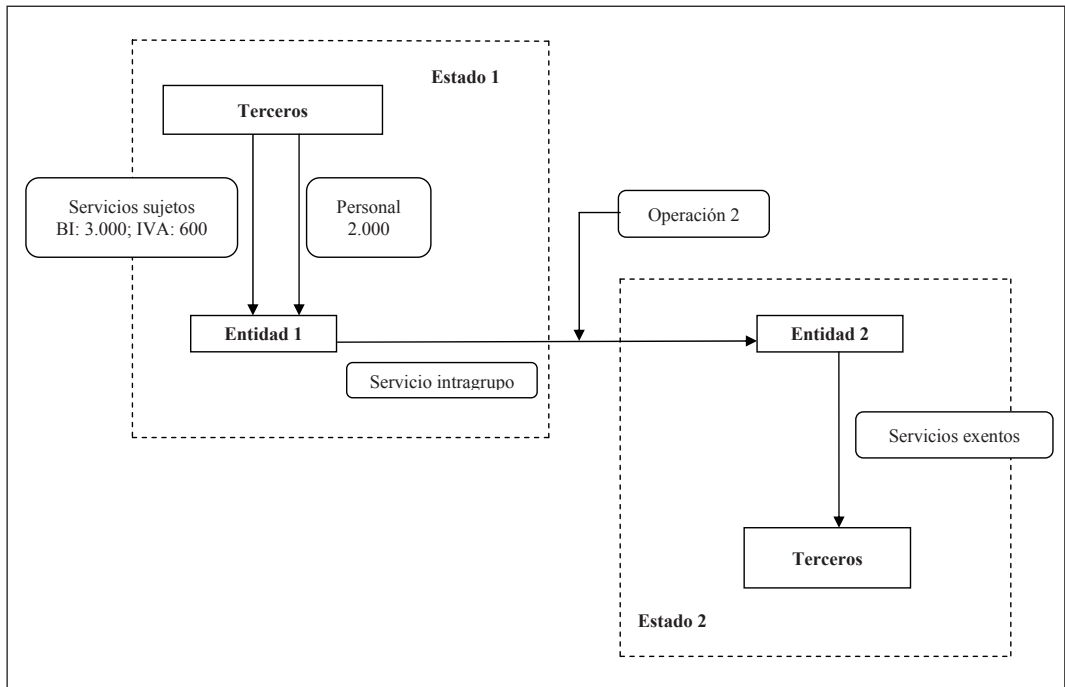 Estado 1
Terceros
Servicios sujetos
BI: 3.000; IVA: 600
Personal
2.000
Operación 2
Entidad 1
Entidad 2
Servicio intragrupo
Servicios exentos
Terceros
Estado 2